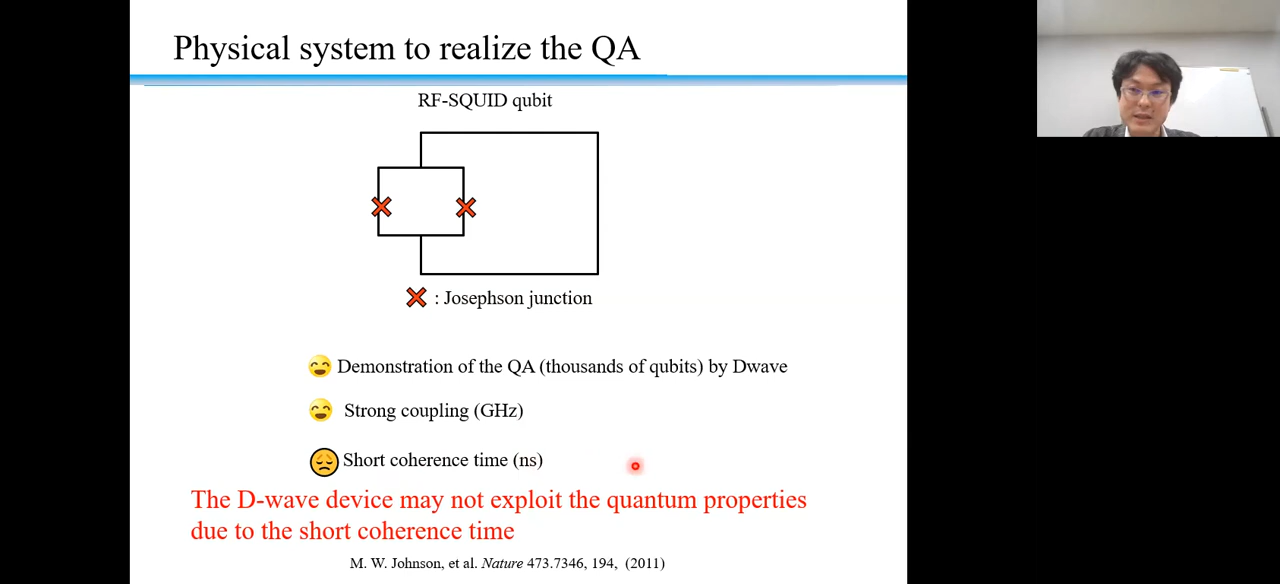 Physical system to realize the QA
RF-SQUID qubit
: Josephson junction
Demonstration of the QA (thousands of qubits) by Dwave
Strong coupling (GHz)
Short coherence time (ns)
The D-wave device may not exploit the quantum properties
due to the short coherence time
M. W. Johnson, et al. Nature 473.7346, 194, (2011)